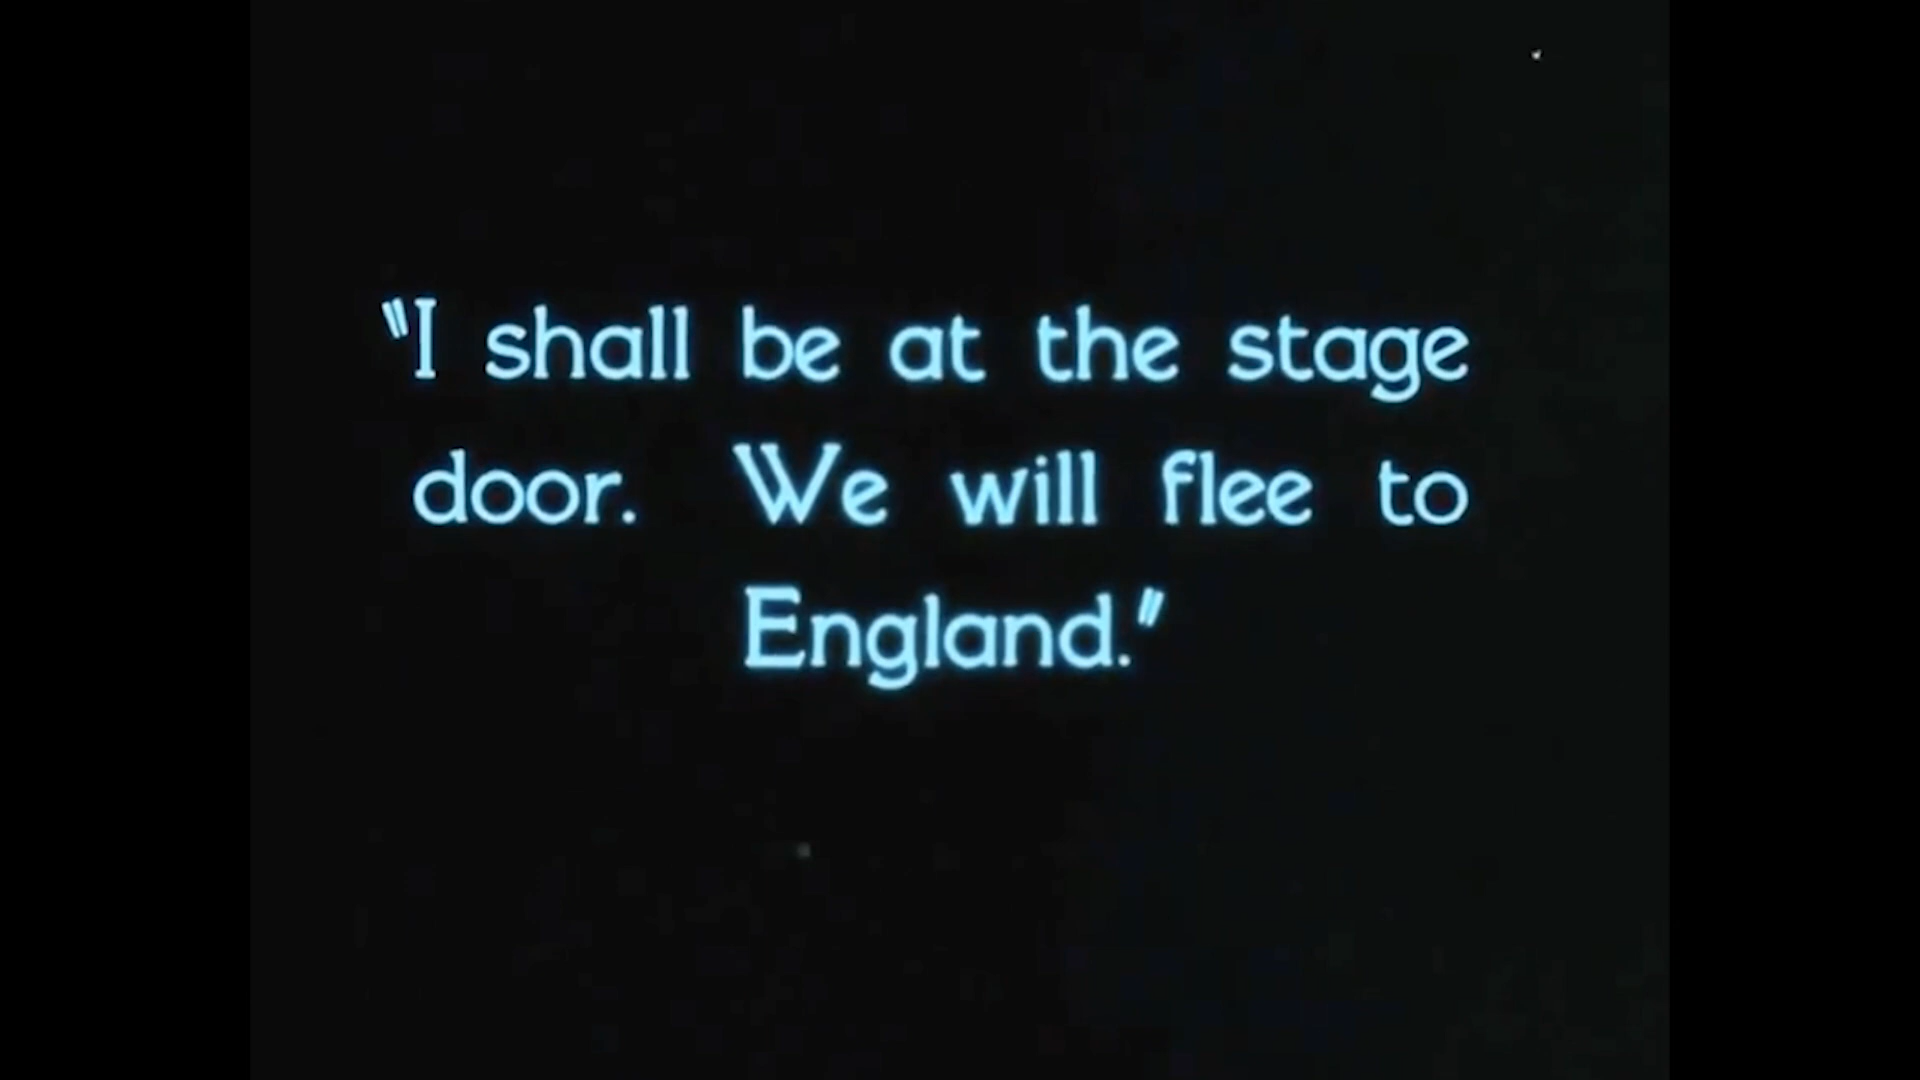 "I shall be at the stage
door. We will flee to
England."